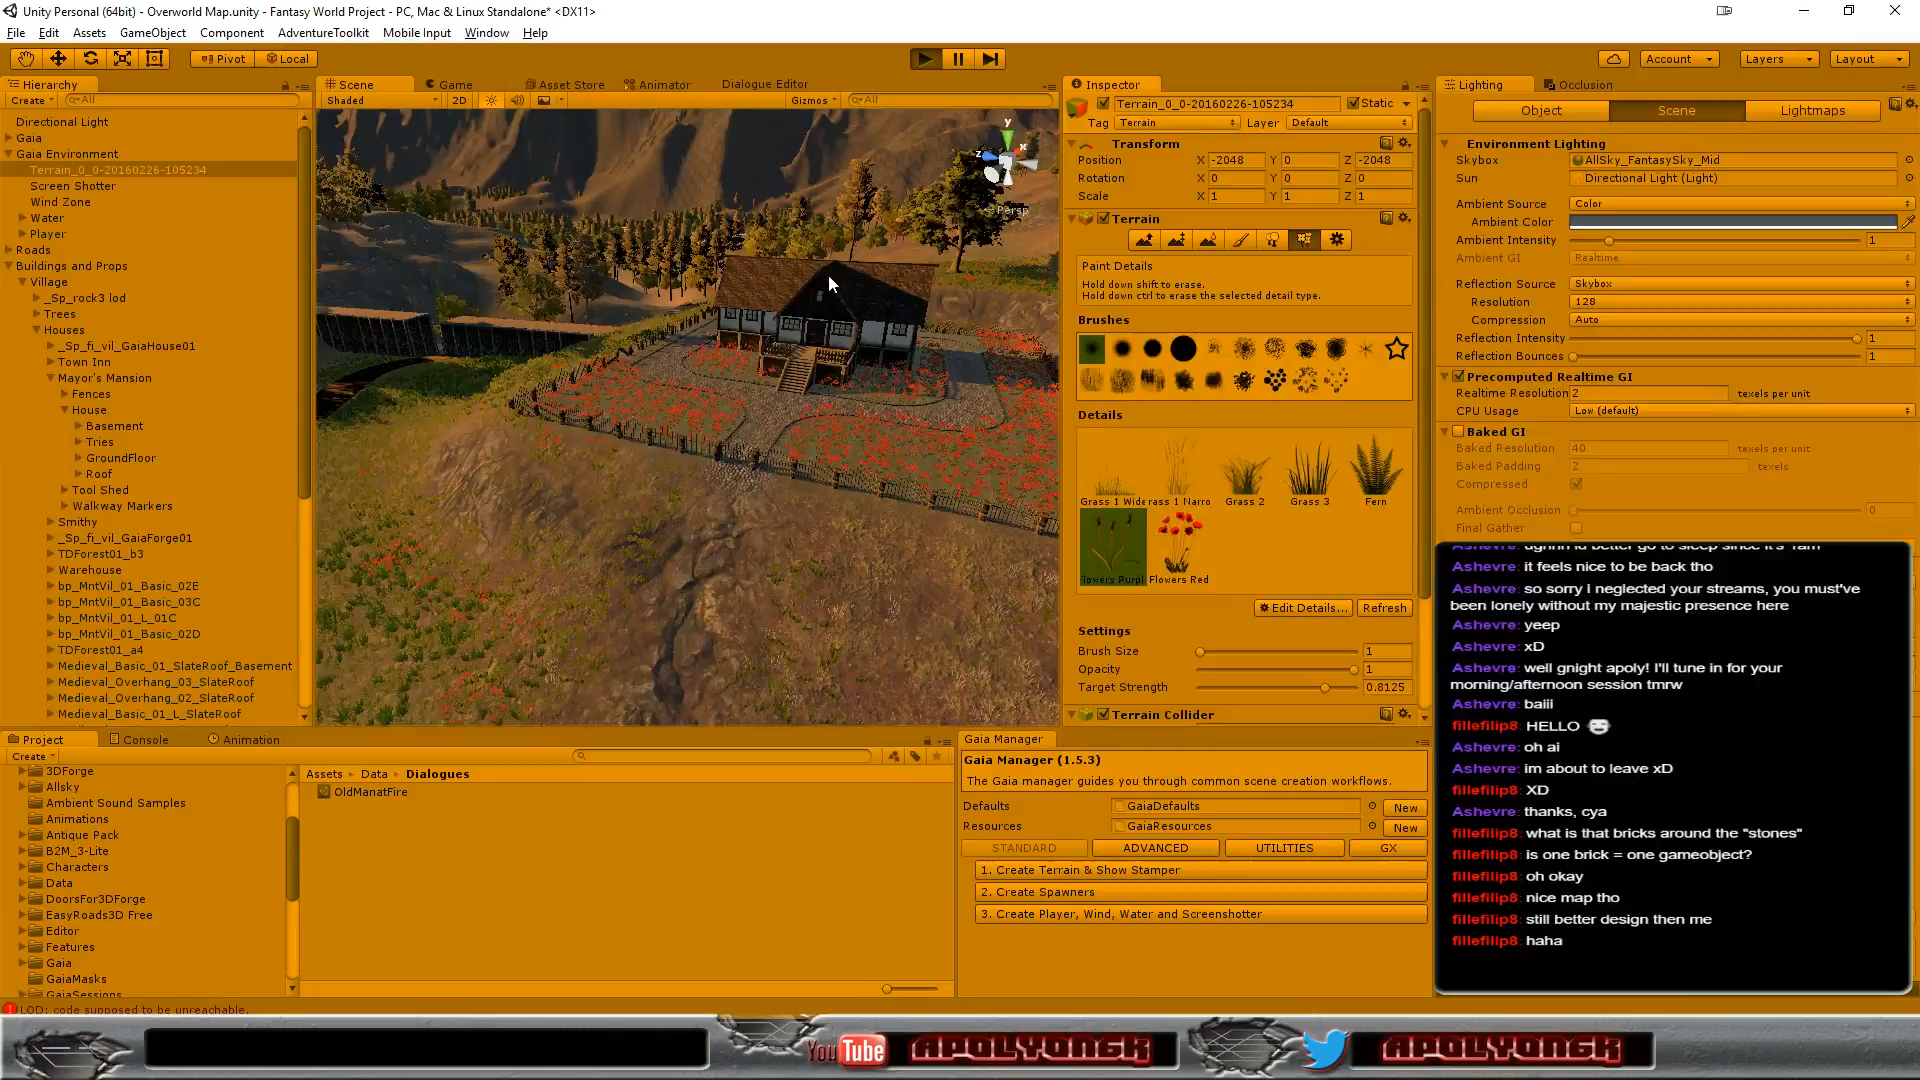 Unity Personal (64bit) - Overworld Map.unity - Fantasy World Project - PC, Mac & Linux Standalone* <DX11>
File Edit Assets GameObject Component AdventureToolkit Mobile Input Window Help
Pivot Local
Account Layers Layout
Hierarchy
Create All
Directional Light
Gaia
Gaia Environment
Terrain_0_0-20160226-105234
Screen Shotter
Wind Zone
Water
Player
Roads
Buildings and Props
Village
_Sp_rock3 lod
Trees
Houses
_Sp_fi_vil_GaiaHouse01
Town Inn
Mayor's Mansion
Fences
House
Basement
Tries
GroundFloor
Roof
Tool Shed
Walkway Markers
Smithy
_Sp_fi_vil_GaiaForge01
TDForest01_b3
Warehouse
bp_MntVil_01_Basic_02E
bp_MntVil_01_Basic_03C
bp_MntVil_01_L_01C
bp_MntVil_01_Basic_02D
TDForest01_a4
Medieval_Basic_01_SlateRoof_Basement
Medieval_Overhang_03_SlateRoof
Medieval_Overhang_02_SlateRoof
Medieval_Basic_01_L_SlateRoof
Scene Game Asset Store Animator Dialogue Editor
Shaded 2D Gizmos All
y
x
z
Persp
Inspector
Terrain_0_0-20160226-105234 Static
Tag Terrain Layer Default
Transform
Position X -2048 Y 0 Z -2048
Rotation X 0 Y 0 Z 0
Scale X 1 Y 1 Z 1
Terrain
Paint Details
Hold down shift to erase.
Hold down ctrl to erase the selected detail type.
Brushes
Details
Grass 1 Wide rass 1 Narro Grass 2 Grass 3 Fern
lowers Purpl Flowers Red
Edit Details... Refresh
Settings
Brush Size 1
Opacity 1
Target Strength 0.8125
Terrain Collider
Lighting Occlusion
Object Scene Lightmaps
Environment Lighting
Skybox AllSky_FantasySky_Mid
Sun Directional Light (Light)
Ambient Source Color
Ambient Color
Ambient Intensity 1
Ambient GI Realtime
Reflection Source Skybox
Resolution 128
Compression Auto
Reflection Intensity 1
Reflection Bounces 1
Precomputed Realtime GI
Realtime Resolution 2 texels per unit
CPU Usage Low (default)
Baked GI
Baked Resolution 40 texels per unit
Baked Padding 2 texels
Compressed
Ambient Occlusion 0
Final Gather
Ashevre: it feels nice to be back tho
Ashevre: so sorry i neglected your streams, you must've
been lonely without my majestic presence here
Ashevre: yeep
Ashevre: xD
Ashevre: well gnight apoly! I'll tune in for your
morning/afternoon session tmrw
Ashevre: baiii
fillefilip8: HELLO
Ashevre: oh ai
Ashevre: im about to leave xD
fillefilip8: XD
Ashevre: thanks, cya
fillefilip8: what is that bricks around the "stones"
fillefilip8: is one brick = one gameobject?
fillefilip8: oh okay
fillefilip8: nice map tho
fillefilip8: still better design then me
fillefilip8: haha
Project Console Animation
Create
3DForge
Allsky
Ambient Sound Samples
Animations
Antique Pack
B2M_3-Lite
Characters
Data
DoorsFor3DForge
EasyRoads3D Free
Editor
Features
Gaia
GaiaMasks
GaiaSessions
Assets Data Dialogues
OldManatFire
Gaia Manager
Gaia Manager (1.5.3)
The Gaia manager guides you through common scene creation workflows.
Defaults GaiaDefaults New
Resources GaiaResources New
STANDARD ADVANCED UTILITIES GX
1. Create Terrain & Show Stamper
2. Create Spawners
3. Create Player, Wind, Water and Screenshotter
LOD: code supposed to be unreachable.
YouTube APOLYON6K APOLYON6K